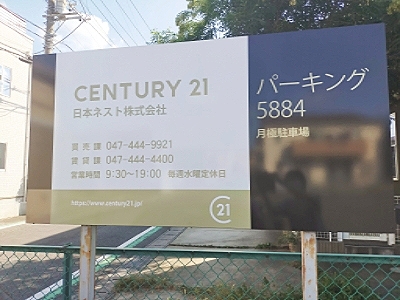 CENTURY 21
日本ネスト株式会社
売買課 047-444-9921
賃貸課 047-444-4400
営業時間 9:30〜19:00 毎週水曜定休日
https://www.century21.jp/
C21
パーキング
5884
月極駐車場